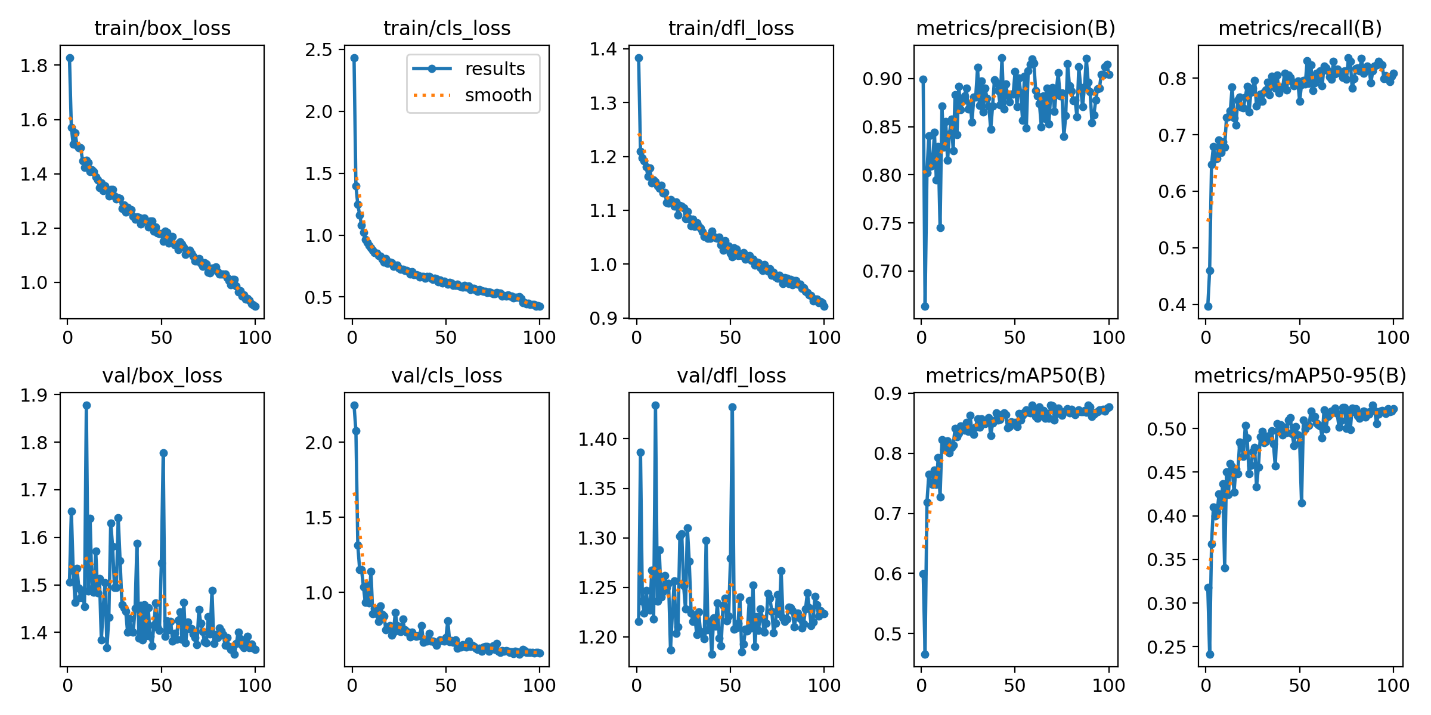 train/box_loss
1.8
1.6
1.4
1.2
1.0
0 50 100
train/cls_loss
results
smooth
2.5
2.0
1.5
1.0
0.5
0 50 100
train/dfl_loss
1.4
1.3
1.2
1.1
1.0
0.9
0 50 100
metrics/precision(B)
0.90
0.85
0.80
0.75
0.70
0 50 100
metrics/recall(B)
0.8
0.7
0.6
0.5
0.4
0 50 100
val/box_loss
1.9
1.8
1.7
1.6
1.5
1.4
0 50 100
val/cls_loss
2.0
1.5
1.0
0 50 100
val/dfl_loss
1.40
1.35
1.30
1.25
1.20
0 50 100
metrics/mAP50(B)
0.9
0.8
0.7
0.6
0.5
0 50 100
metrics/mAP50-95(B)
0.50
0.45
0.40
0.35
0.30
0.25
0 50 100